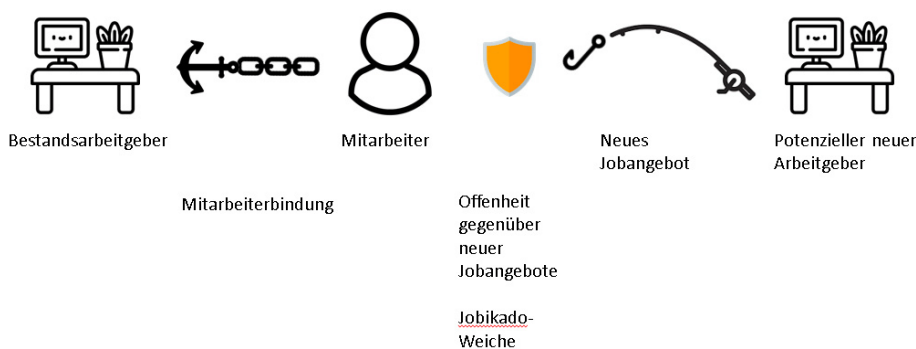 Bestandsarbeitgeber
Mitarbeiter
Neues
Jobangebot
Potenzieller neuer
Arbeitgeber
Mitarbeiterbindung
Offenheit
gegenüber
neuer
Jobangebote
Jobikado-
Weiche